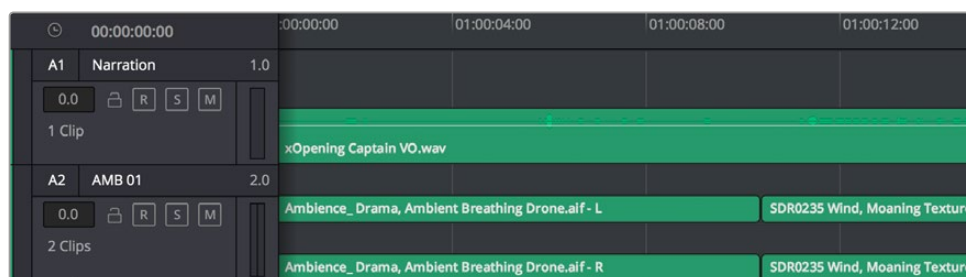 00:00:00:00 :00:00:00 01:00:04:00 01:00:08:00 01:00:12:00
A1 Narration 1.0
0.0 R S M
1 Clip
xOpening Captain VO.wav
A2 AMB 01 2.0
Ambience_ Drama, Ambient Breathing Drone.aif - L SDR0235 Wind, Moaning Textur
0.0 R S M
2 Clips
Ambience_ Drama, Ambient Breathing Drone.aif - R SDR0235 Wind, Moaning Textur